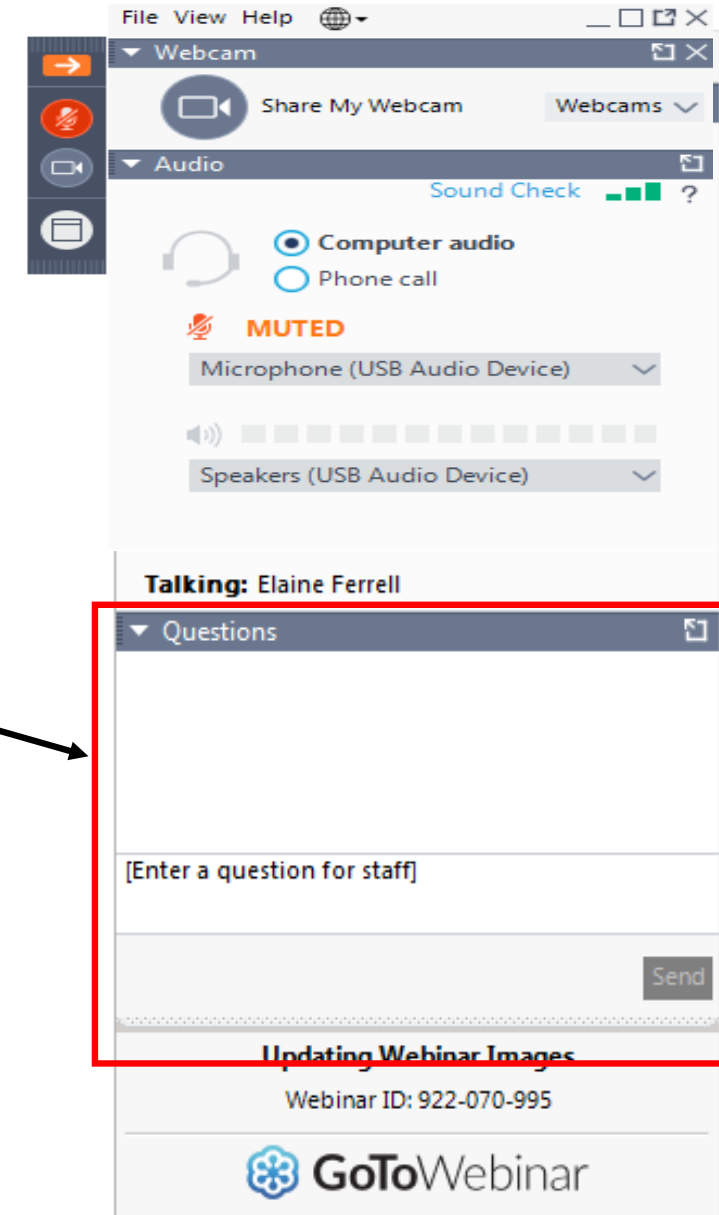 File View Help
Webcam
Share My Webcam Webcams
Audio
Sound Check ?
Computer audio
Phone call
MUTED
Microphone (USB Audio Device)
Speakers (USB Audio Device)
Talking: Elaine Ferrell
Questions
[Enter a question for staff]
Send
Updating Webinar Images
Webinar ID: 922-070-995
GoToWebinar